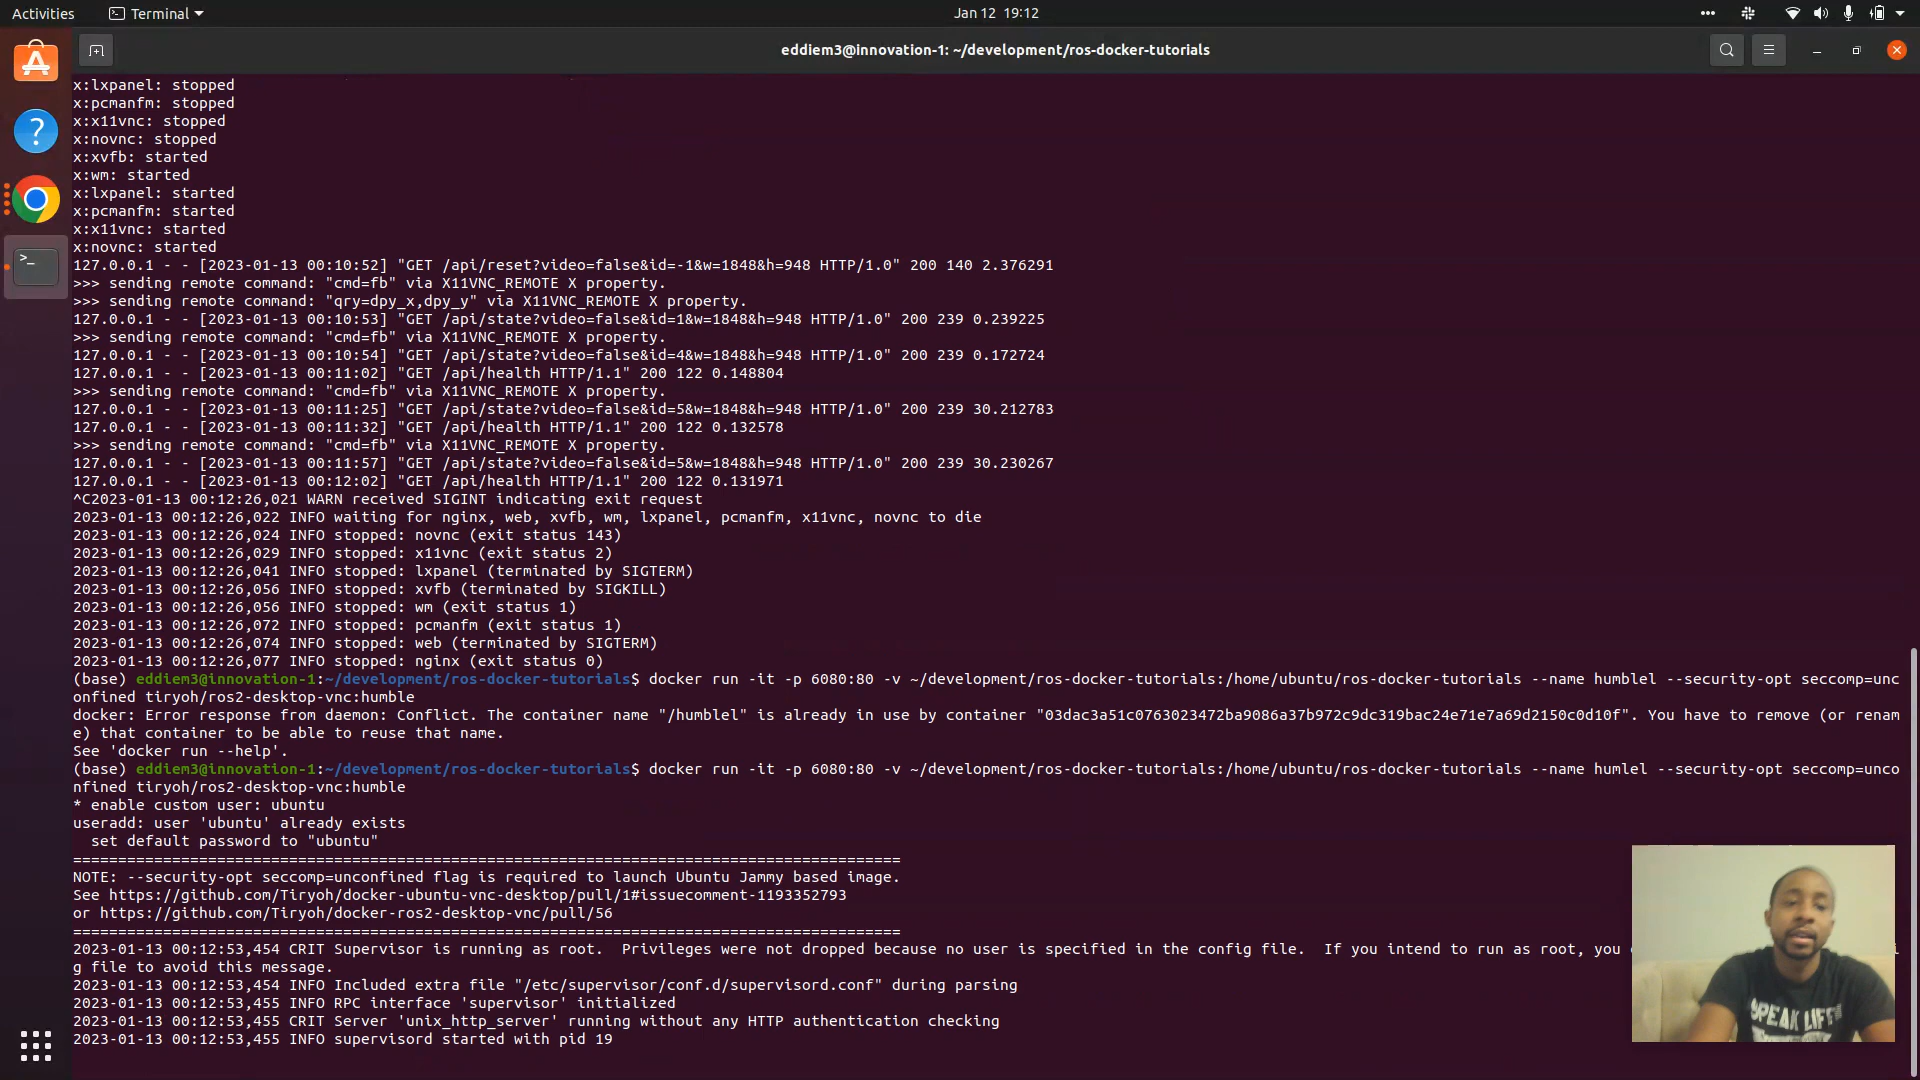 Activities Terminal Jan 12 19:12
eddiem3@innovation-1: ~/development/ros-docker-tutorials
x:lxpanel: stopped
x:pcmanfm: stopped
x:x11vnc: stopped
x:novnc: stopped
x:xvfb: started
x:wm: started
x:lxpanel: started
x:pcmanfm: started
x:x11vnc: started
x:novnc: started
127.0.0.1 - - [2023-01-13 00:10:52] "GET /api/reset?video=false&id=-1&w=1848&h=948 HTTP/1.0" 200 140 2.376291
>>> sending remote command: "cmd=fb" via X11VNC_REMOTE X property.
>>> sending remote command: "qry=dpy_x,dpy_y" via X11VNC_REMOTE X property.
127.0.0.1 - - [2023-01-13 00:10:53] "GET /api/state?video=false&id=1&w=1848&h=948 HTTP/1.0" 200 239 0.239225
>>> sending remote command: "cmd=fb" via X11VNC_REMOTE X property.
127.0.0.1 - - [2023-01-13 00:10:54] "GET /api/state?video=false&id=4&w=1848&h=948 HTTP/1.0" 200 239 0.172724
127.0.0.1 - - [2023-01-13 00:11:02] "GET /api/health HTTP/1.1" 200 122 0.148804
>>> sending remote command: "cmd=fb" via X11VNC_REMOTE X property.
127.0.0.1 - - [2023-01-13 00:11:25] "GET /api/state?video=false&id=5&w=1848&h=948 HTTP/1.0" 200 239 30.212783
127.0.0.1 - - [2023-01-13 00:11:32] "GET /api/health HTTP/1.1" 200 122 0.132578
>>> sending remote command: "cmd=fb" via X11VNC_REMOTE X property.
127.0.0.1 - - [2023-01-13 00:11:57] "GET /api/state?video=false&id=5&w=1848&h=948 HTTP/1.0" 200 239 30.230267
127.0.0.1 - - [2023-01-13 00:12:02] "GET /api/health HTTP/1.1" 200 122 0.131971
^C2023-01-13 00:12:26,021 WARN received SIGINT indicating exit request
2023-01-13 00:12:26,022 INFO waiting for nginx, web, xvfb, wm, lxpanel, pcmanfm, x11vnc, novnc to die
2023-01-13 00:12:26,024 INFO stopped: novnc (exit status 143)
2023-01-13 00:12:26,029 INFO stopped: x11vnc (exit status 2)
2023-01-13 00:12:26,041 INFO stopped: lxpanel (terminated by SIGTERM)
2023-01-13 00:12:26,056 INFO stopped: xvfb (terminated by SIGKILL)
2023-01-13 00:12:26,056 INFO stopped: wm (exit status 1)
2023-01-13 00:12:26,072 INFO stopped: pcmanfm (exit status 1)
2023-01-13 00:12:26,074 INFO stopped: web (terminated by SIGTERM)
2023-01-13 00:12:26,077 INFO stopped: nginx (exit status 0)
(base) eddiem3@innovation-1:~/development/ros-docker-tutorials$ docker run -it -p 6080:80 -v ~/development/ros-docker-tutorials:/home/ubuntu/ros-docker-tutorials --name humblel --security-opt seccomp=unc
onfined tiryoh/ros2-desktop-vnc:humble
docker: Error response from daemon: Conflict. The container name "/humblel" is already in use by container "03dac3a51c0763023472ba9086a37b972c9dc319bac24e71e7a69d2150c0d10f". You have to remove (or renam
e) that container to be able to reuse that name.
See 'docker run --help'.
(base) eddiem3@innovation-1:~/development/ros-docker-tutorials$ docker run -it -p 6080:80 -v ~/development/ros-docker-tutorials:/home/ubuntu/ros-docker-tutorials --name humlel --security-opt seccomp=unco
nfined tiryoh/ros2-desktop-vnc:humble
* enable custom user: ubuntu
useradd: user 'ubuntu' already exists
  set default password to "ubuntu"
============================================================================================
NOTE: --security-opt seccomp=unconfined flag is required to launch Ubuntu Jammy based image.
See https://github.com/Tiryoh/docker-ubuntu-vnc-desktop/pull/1#issuecomment-1193352793
or https://github.com/Tiryoh/docker-ros2-desktop-vnc/pull/56
============================================================================================
2023-01-13 00:12:53,454 CRIT Supervisor is running as root.  Privileges were not dropped because no user is specified in the config file.  If you intend to run as root, you
g file to avoid this message.
2023-01-13 00:12:53,454 INFO Included extra file "/etc/supervisor/conf.d/supervisord.conf" during parsing
2023-01-13 00:12:53,455 INFO RPC interface 'supervisor' initialized
2023-01-13 00:12:53,455 CRIT Server 'unix_http_server' running without any HTTP authentication checking
2023-01-13 00:12:53,455 INFO supervisord started with pid 19
SPEAK LIFE